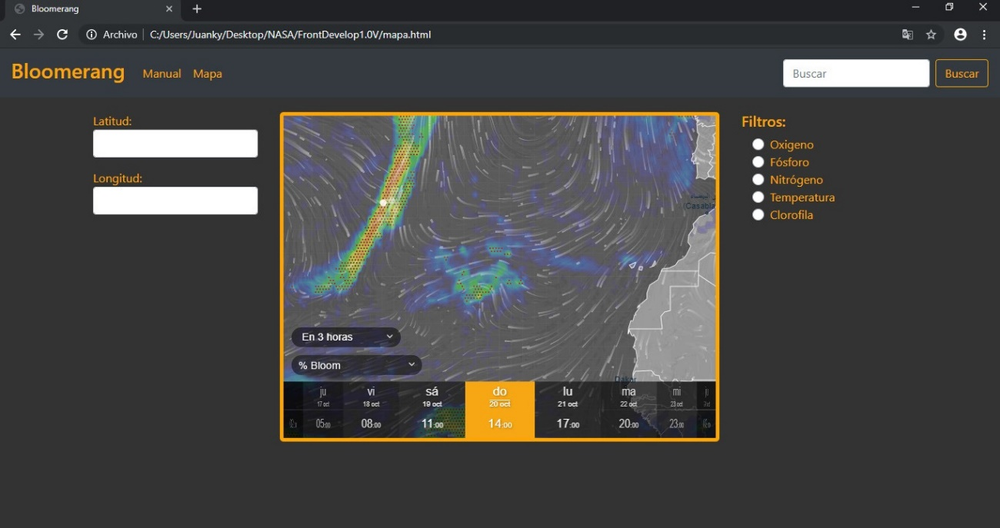 Bloomerang
Archivo | C:/Users/Juanky/Desktop/NASA/FrontDevelop1.0V/mapa.html
Bloomerang Manual Mapa Buscar Buscar
Latitud:
Longitud:
Casabla
Dakar
En 3 horas
% Bloom
ju vi sá do lu ma mi
17 oct 18 oct 19 oct 20 oct 21 oct 22 oct 23 oct
05:00 08:00 11:00 14:00 17:00 20:00 23:00
Filtros:
Oxigeno
Fósforo
Nitrógeno
Temperatura
Clorofila